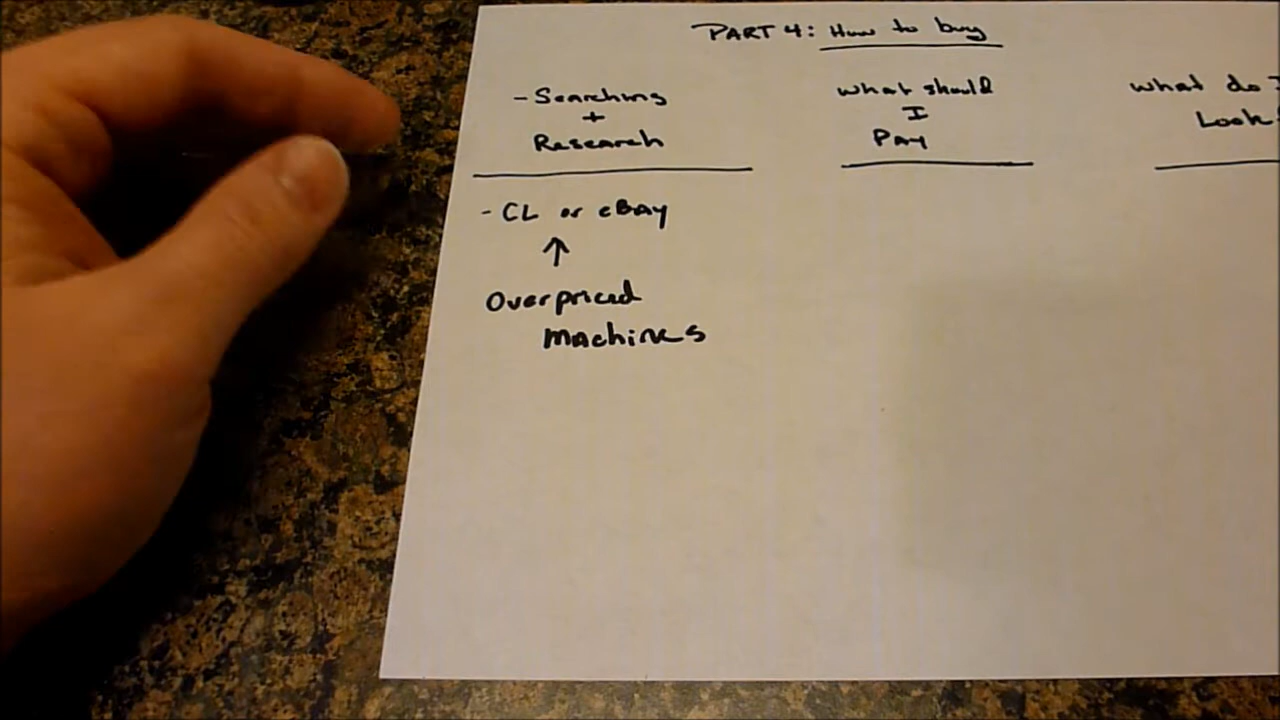 PART 4: How to buy
- Searching
+
Research
what should
I
Pay
what do I
Look
- CL or eBay
↑
Overpriced
Machines